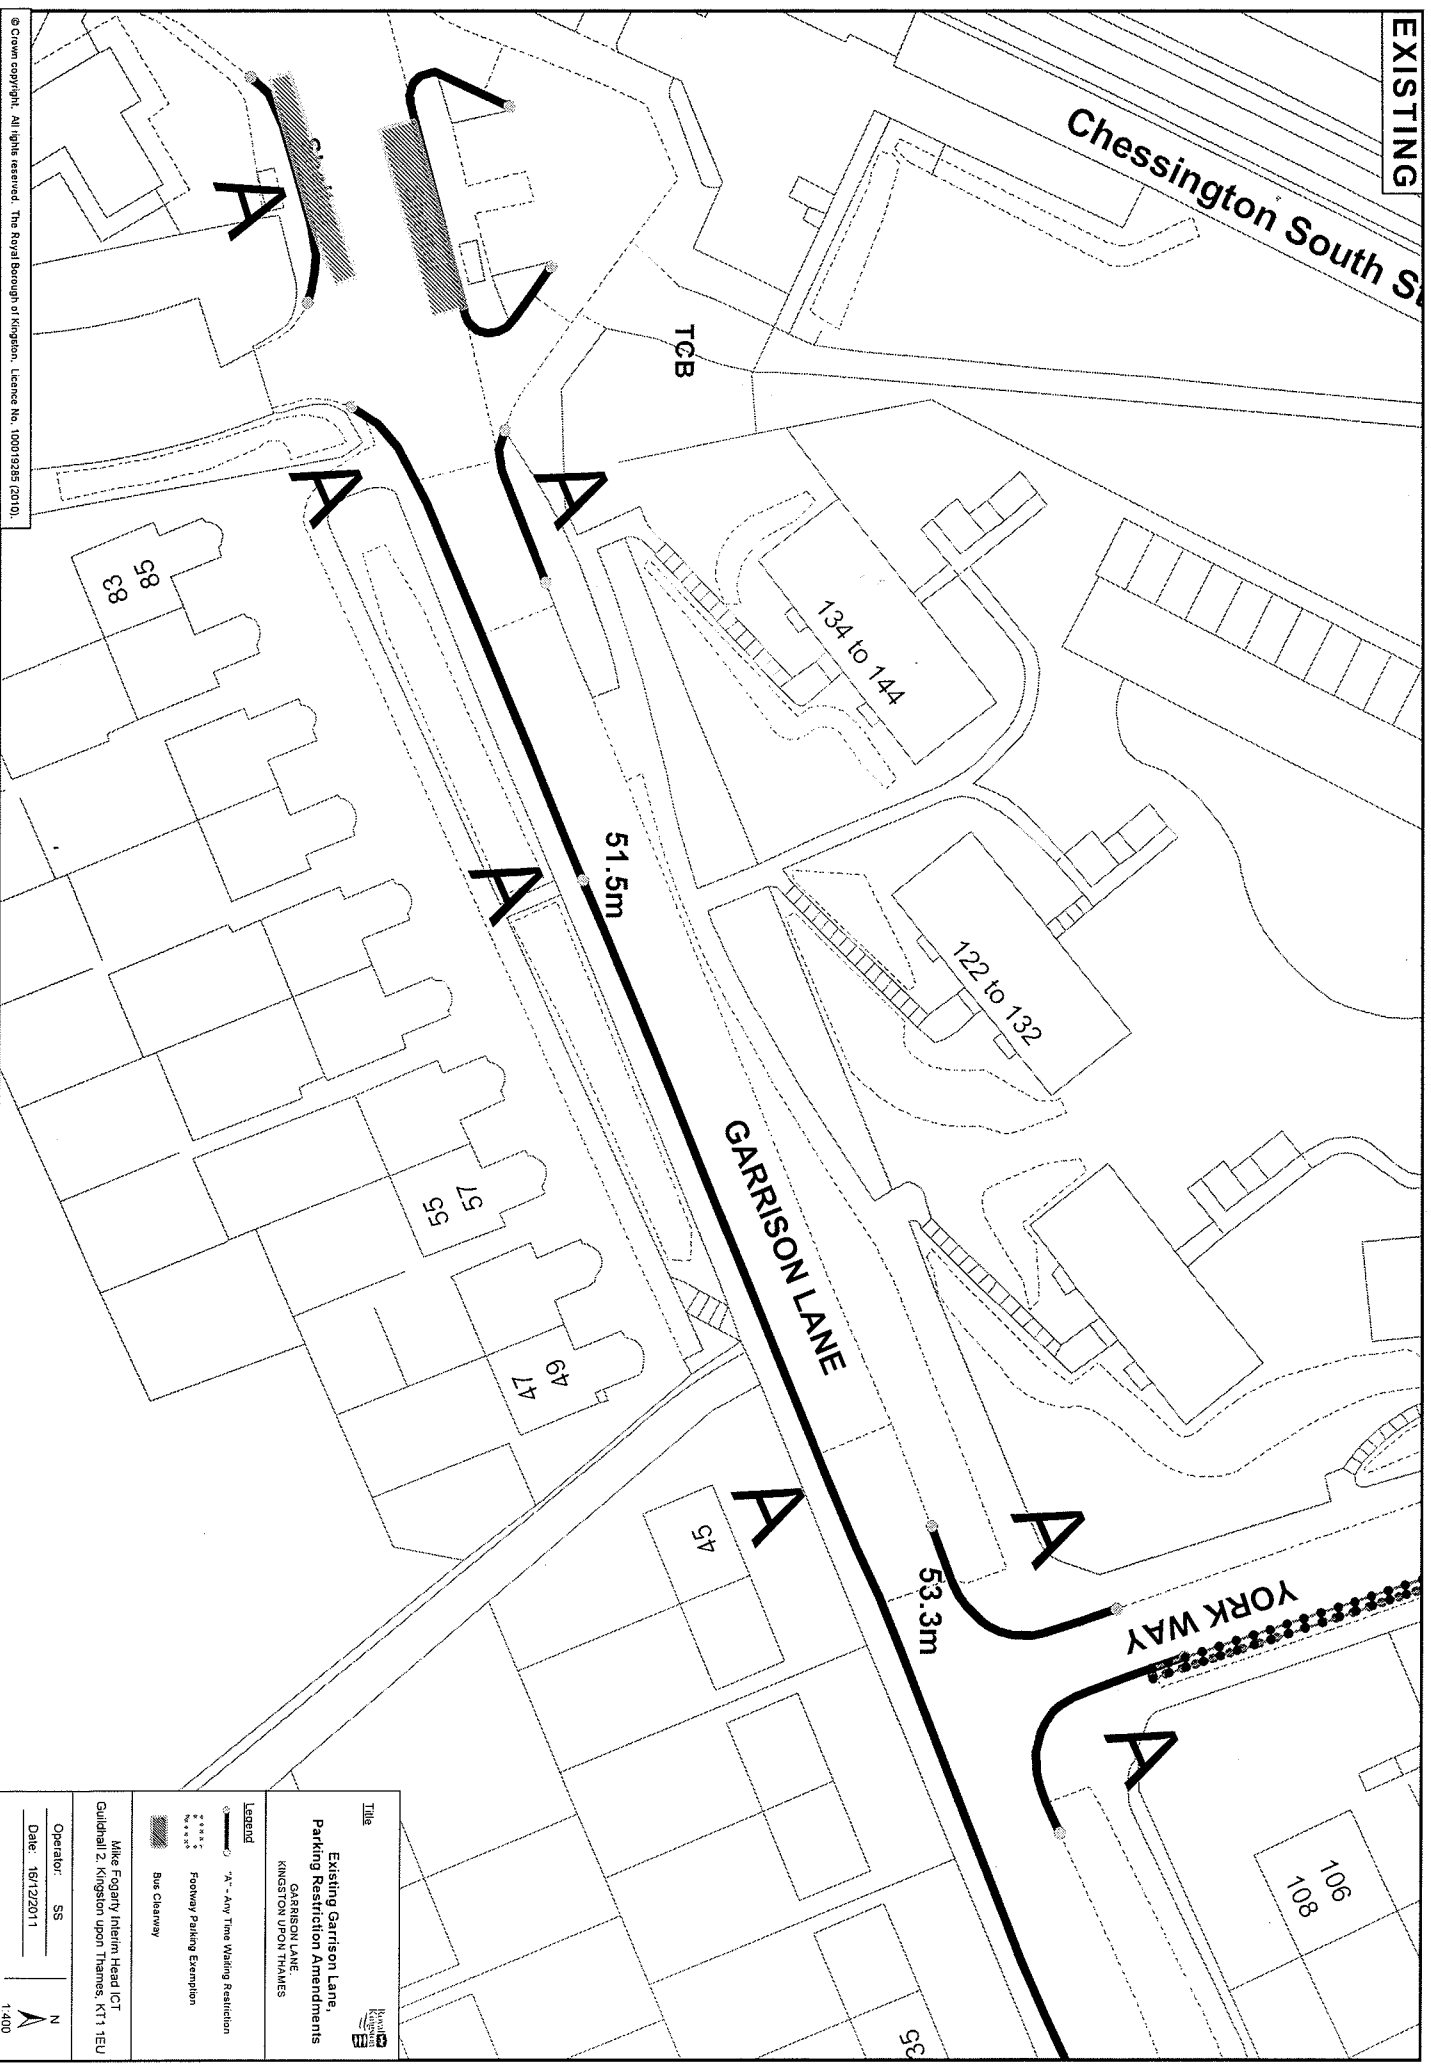 EXISTING
Chessington South St
TCB
A
A
A
A
A
A
A
134 to 144
122 to 132
51.5m
GARRISON LANE
53.3m
YORK WAY
85
83
57
55
49
47
45
35
106
108
Title
Existing Garrison Lane,
Parking Restriction Amendments
GARRISON LANE,
KINGSTON UPON THAMES
Royal
Kingston
Legend
"A" - Any Time Waiting Restriction
Footway Parking Exemption
Bus Clearway
Mike Fogarty Interim Head ICT
Guildhall 2, Kingston upon Thames, KT1 1EU
Operator: SS
Date: 16/12/2011
N
1:400
© Crown copyright. All rights reserved. The Royal Borough of Kingston. Licence No. 100019285 (2010).